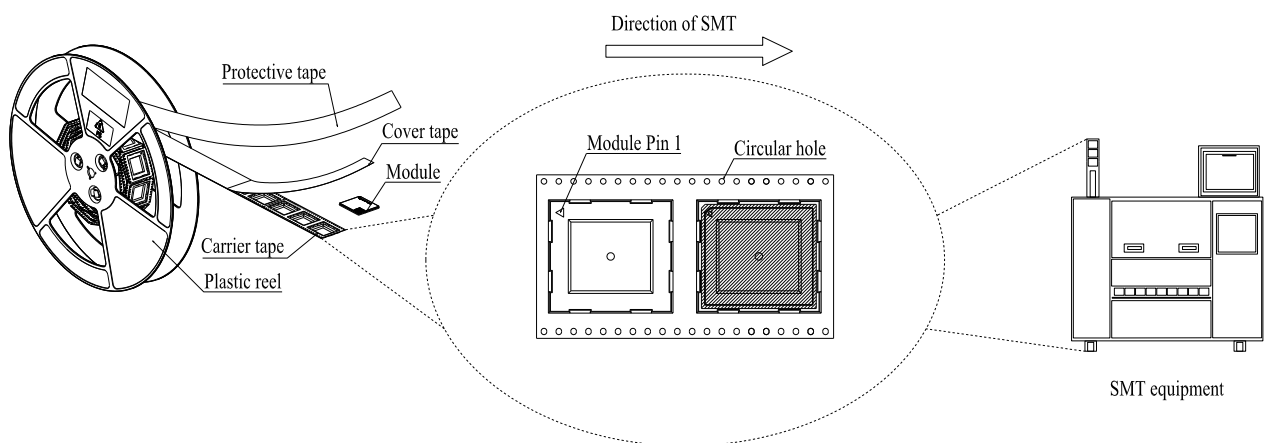 Direction of SMT
Protective tape
Cover tape
Module
Module Pin 1
Circular hole
Carrier tape
Plastic reel
SMT equipment